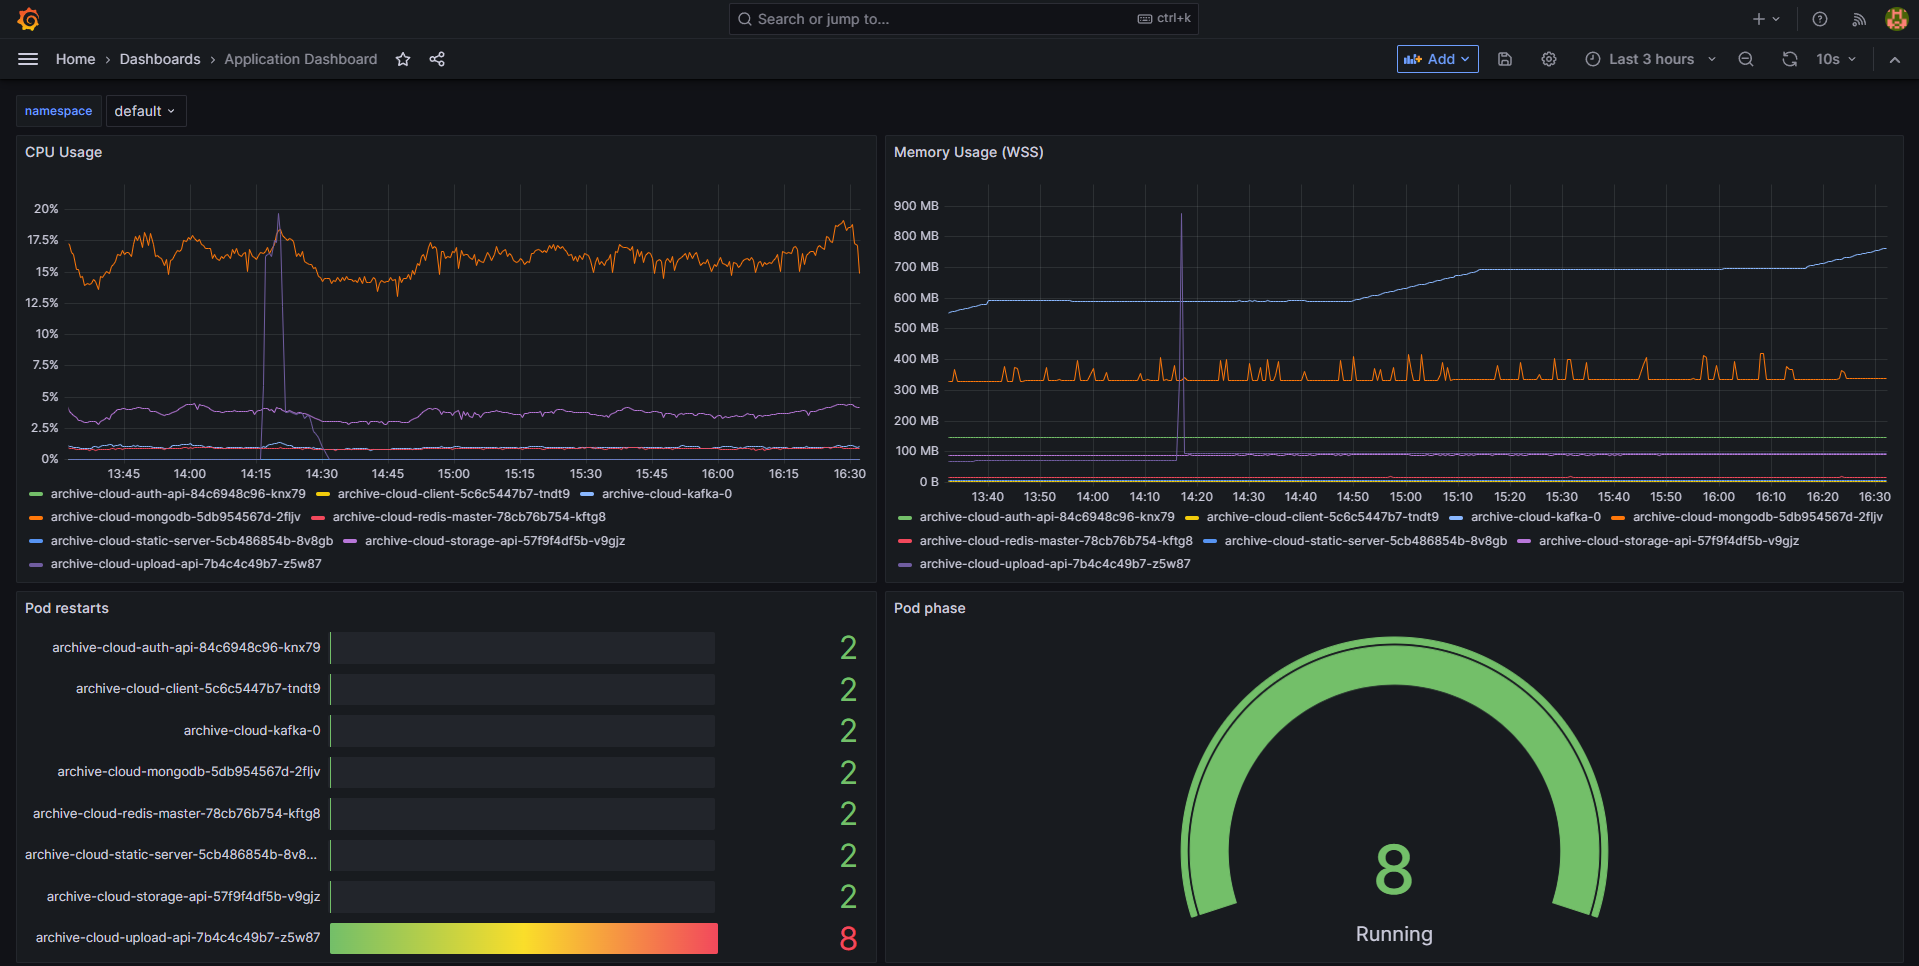 Search or jump to...
ctrl+k
Home › Dashboards › Application Dashboard
Add
Last 3 hours
10s
namespace
default
CPU Usage
20%
17.5%
15%
12.5%
10%
7.5%
5%
2.5%
0%
13:45 14:00 14:15 14:30 14:45 15:00 15:15 15:30 15:45 16:00 16:15 16:30
archive-cloud-auth-api-84c6948c96-knx79 archive-cloud-client-5c6c5447b7-tndt9 archive-cloud-kafka-0
archive-cloud-mongodb-5db954567d-2fljv archive-cloud-redis-master-78cb76b754-kftg8
archive-cloud-static-server-5cb486854b-8v8gb archive-cloud-storage-api-57f9f4df5b-v9gjz
archive-cloud-upload-api-7b4c4c49b7-z5w87
Memory Usage (WSS)
900 MB
800 MB
700 MB
600 MB
500 MB
400 MB
300 MB
200 MB
100 MB
0 B
13:40 13:50 14:00 14:10 14:20 14:30 14:40 14:50 15:00 15:10 15:20 15:30 15:40 15:50 16:00 16:10 16:20 16:30
archive-cloud-auth-api-84c6948c96-knx79 archive-cloud-client-5c6c5447b7-tndt9 archive-cloud-kafka-0 archive-cloud-mongodb-5db954567d-2fljv
archive-cloud-redis-master-78cb76b754-kftg8 archive-cloud-static-server-5cb486854b-8v8gb archive-cloud-storage-api-57f9f4df5b-v9gjz
archive-cloud-upload-api-7b4c4c49b7-z5w87
Pod restarts
archive-cloud-auth-api-84c6948c96-knx79 2
archive-cloud-client-5c6c5447b7-tndt9 2
archive-cloud-kafka-0 2
archive-cloud-mongodb-5db954567d-2fljv 2
archive-cloud-redis-master-78cb76b754-kftg8 2
archive-cloud-static-server-5cb486854b-8v8... 2
archive-cloud-storage-api-57f9f4df5b-v9gjz 2
archive-cloud-upload-api-7b4c4c49b7-z5w87 8
Pod phase
8
Running